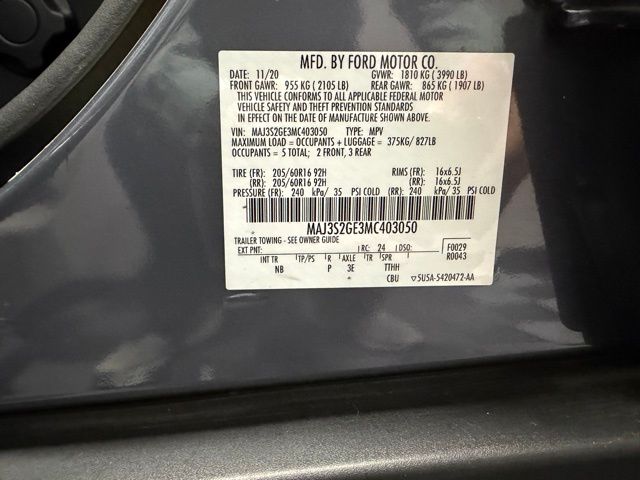 MFD. BY FORD MOTOR CO.
DATE: 11/20 GVWR: 1810 KG ( 3990 LB)
FRONT GAWR: 955 KG ( 2105 LB) REAR GAWR: 865 KG ( 1907 LB)
THIS VEHICLE CONFORMS TO ALL APPLICABLE FEDERAL MOTOR
VEHICLE SAFETY AND THEFT PREVENTION STANDARDS
IN EFFECT ON THE DATE OF MANUFACTURE SHOWN ABOVE.
VIN: MAJ3S2GE3MC403050 TYPE: MPV
MAXIMUM LOAD = OCCUPANTS + LUGGAGE = 375KG/ 827LB
OCCUPANTS = 5 TOTAL; 2 FRONT, 3 REAR
TIRE (FR): 205/60R16 92H RIMS (FR): 16x6.5J
(RR): 205/60R16 92H (RR): 16x6.5J
PRESSURE (FR): 240 kPa/ 35 PSI COLD (RR): 240 kPa/ 35 PSI COLD
MAJ3S2GE3MC403050
TRAILER TOWING - SEE OWNER GUIDE
EXT PNT: RC: 24 DSO: F0029
R0043
INT TR TP/PS R AXLE TR SPR
NB P 3E TTHH
CBU ▽5U5A-5420472-AA